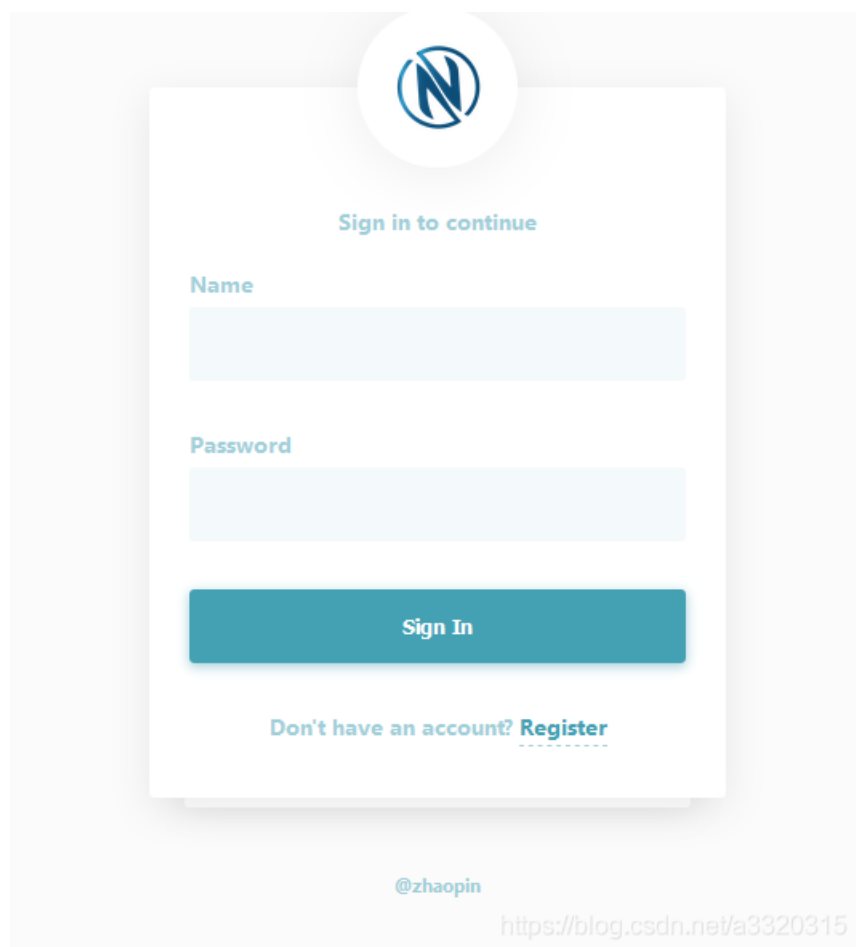 N
Sign in to continue
Name
Password
Sign In
Don't have an account? Register
@zhaopin
https://blog.csdn.net/a3320315